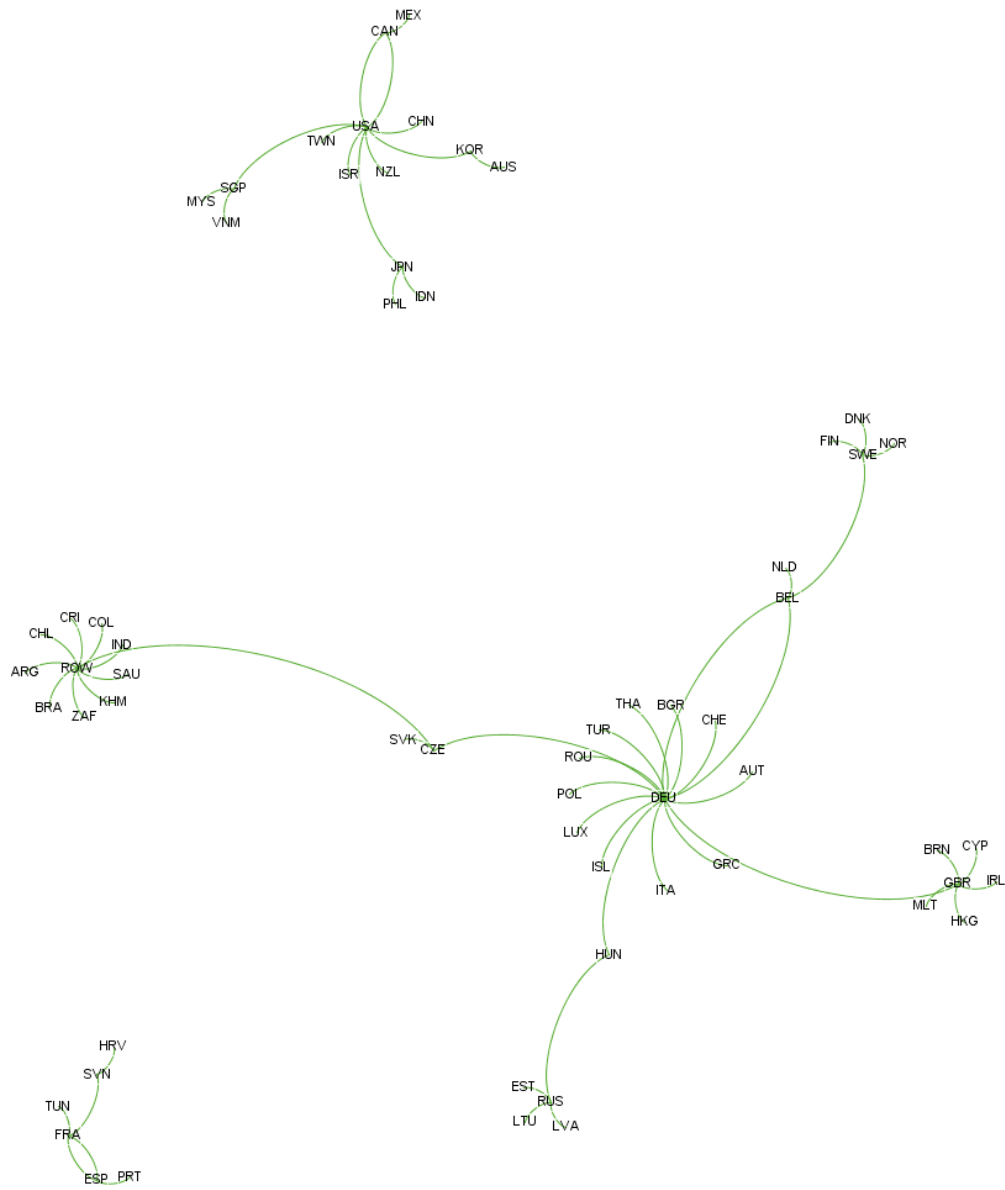 MEX
CAN
CHN
USA
TWN
KOR
AUS
ISR
NZL
SGP
MYS
VNM
JPN
PHL
IDN
DNK
FIN
NOR
SWE
NLD
BEL
CRI
COL
CHL
IND
ARG
ROW
SAU
BRA
KHM
ZAF
THA
BGR
CHE
TUR
SVK
CZE
ROU
AUT
POL
DEU
LUX
ISL
GRC
ITA
BRN
CYP
GBR
IRL
MLT
HKG
HUN
HRV
SVN
EST
RUS
TUN
LTU
LVA
FRA
ESP
PRT